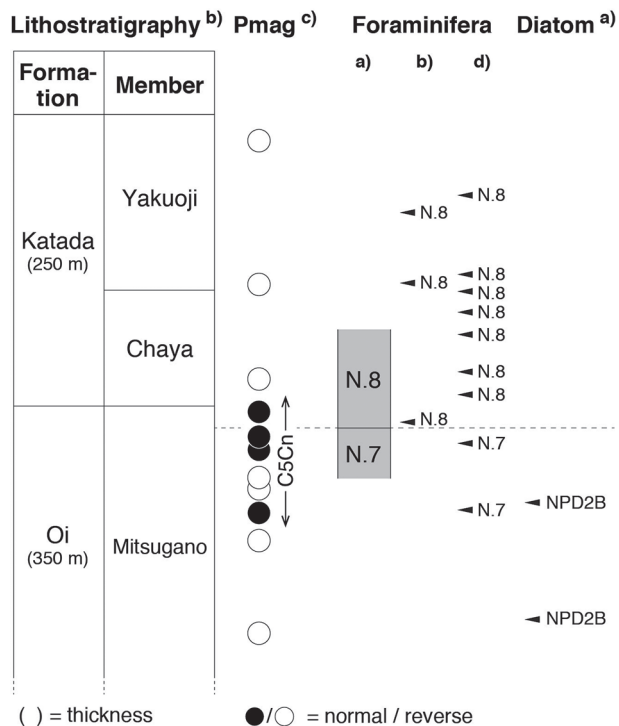 Lithostratigraphy b) Pmag c) Foraminifera Diatom a)
a) b) d)
Forma-
tion
Member
Yakuoji
N.8
N.8
Katada
(250 m)
N.8
N.8
N.8
N.8
N.8
Chaya
N.8
N.8
N.8
N.8
C5Cn
N.7
N.7
NPD2B
N.7
Oi
(350 m)
Mitsugano
NPD2B
( ) = thickness
/ = normal / reverse